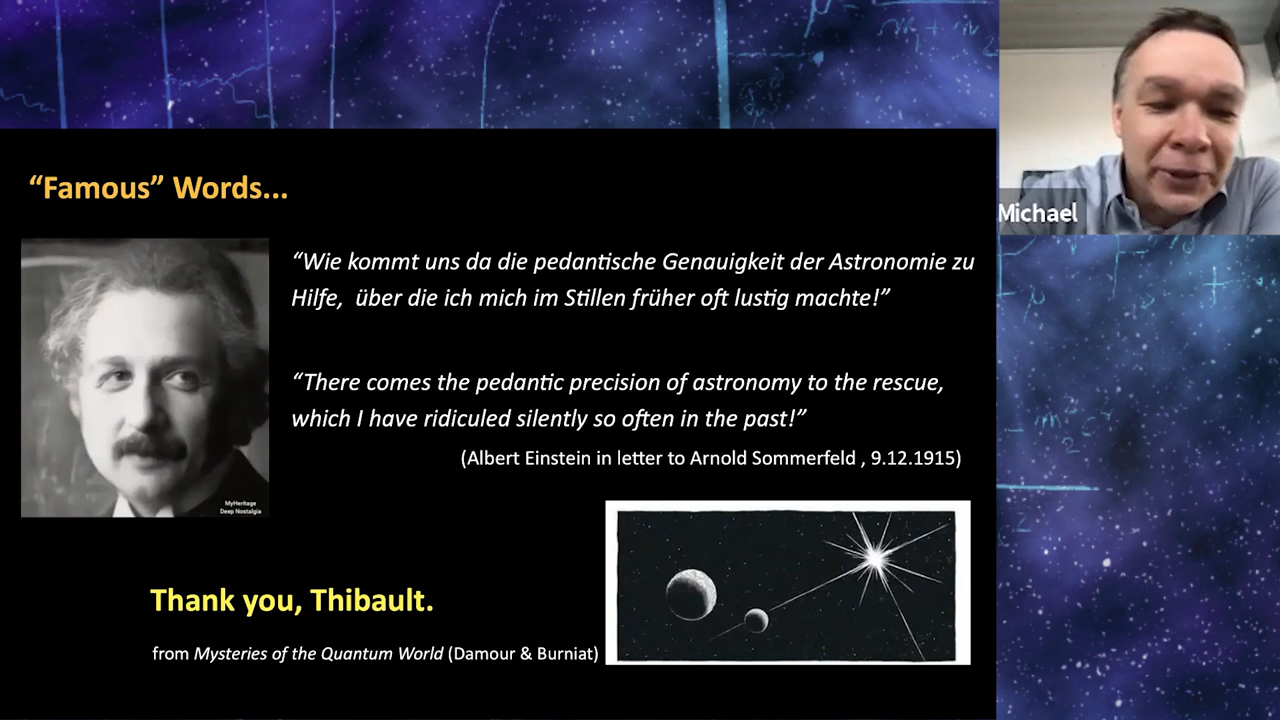 “Famous” Words...
“Wie kommt uns da die pedantische Genauigkeit der Astronomie zu
Hilfe, über die ich mich im Stillen früher oft lustig machte!”
“There comes the pedantic precision of astronomy to the rescue,
which I have ridiculed silently so often in the past!”
(Albert Einstein in letter to Arnold Sommerfeld , 9.12.1915)
MyHeritage
Deep Nostalgia
Thank you, Thibault.
from Mysteries of the Quantum World (Damour & Burniat)
Michael